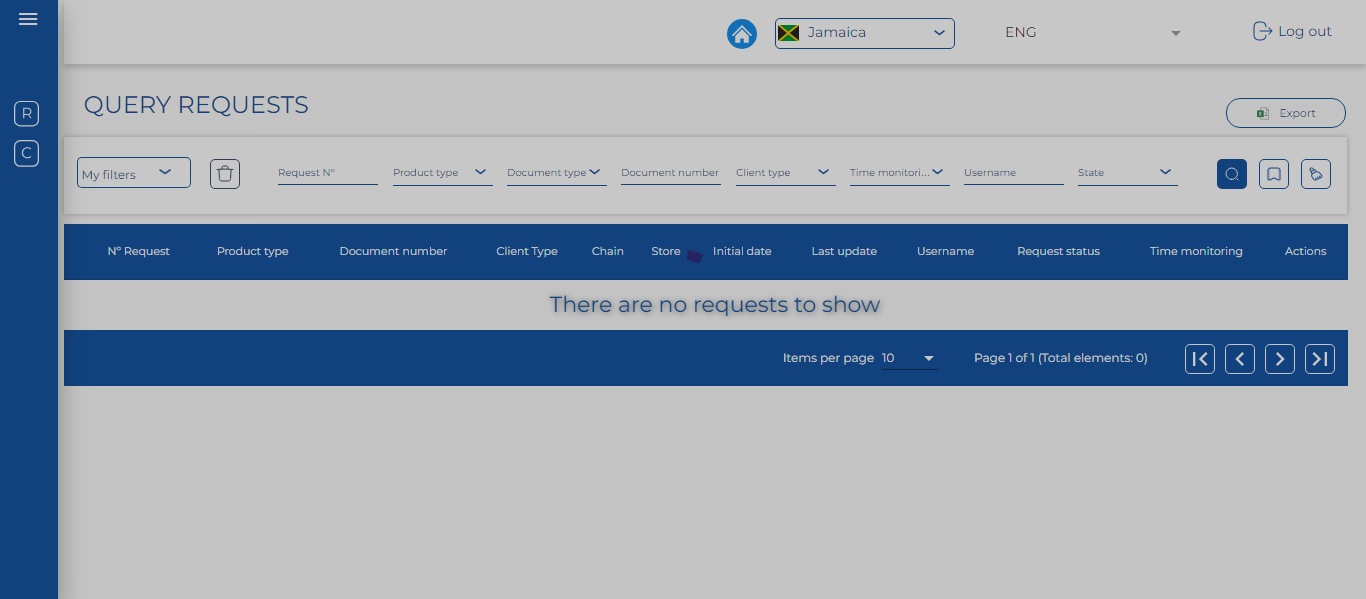 Jamaica
ENG
Log out
R
C
QUERY REQUESTS
Export
My filters
Request Nº
Product type
Document type
Document number
Client type
Time monitori...
Username
State
Nº Request Product type Document number Client Type Chain Store Initial date Last update Username Request status Time monitoring Actions
There are no requests to show
Items per page 10 Page 1 of 1 (Total elements: 0)